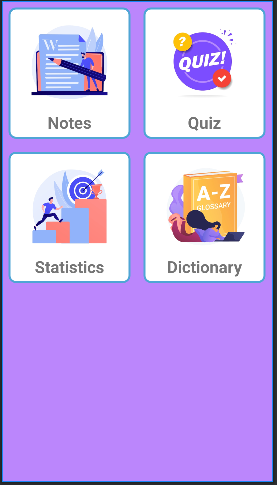 W
Notes
?
QUIZ!
Quiz
Statistics
A-Z
GLOSSARY
Dictionary